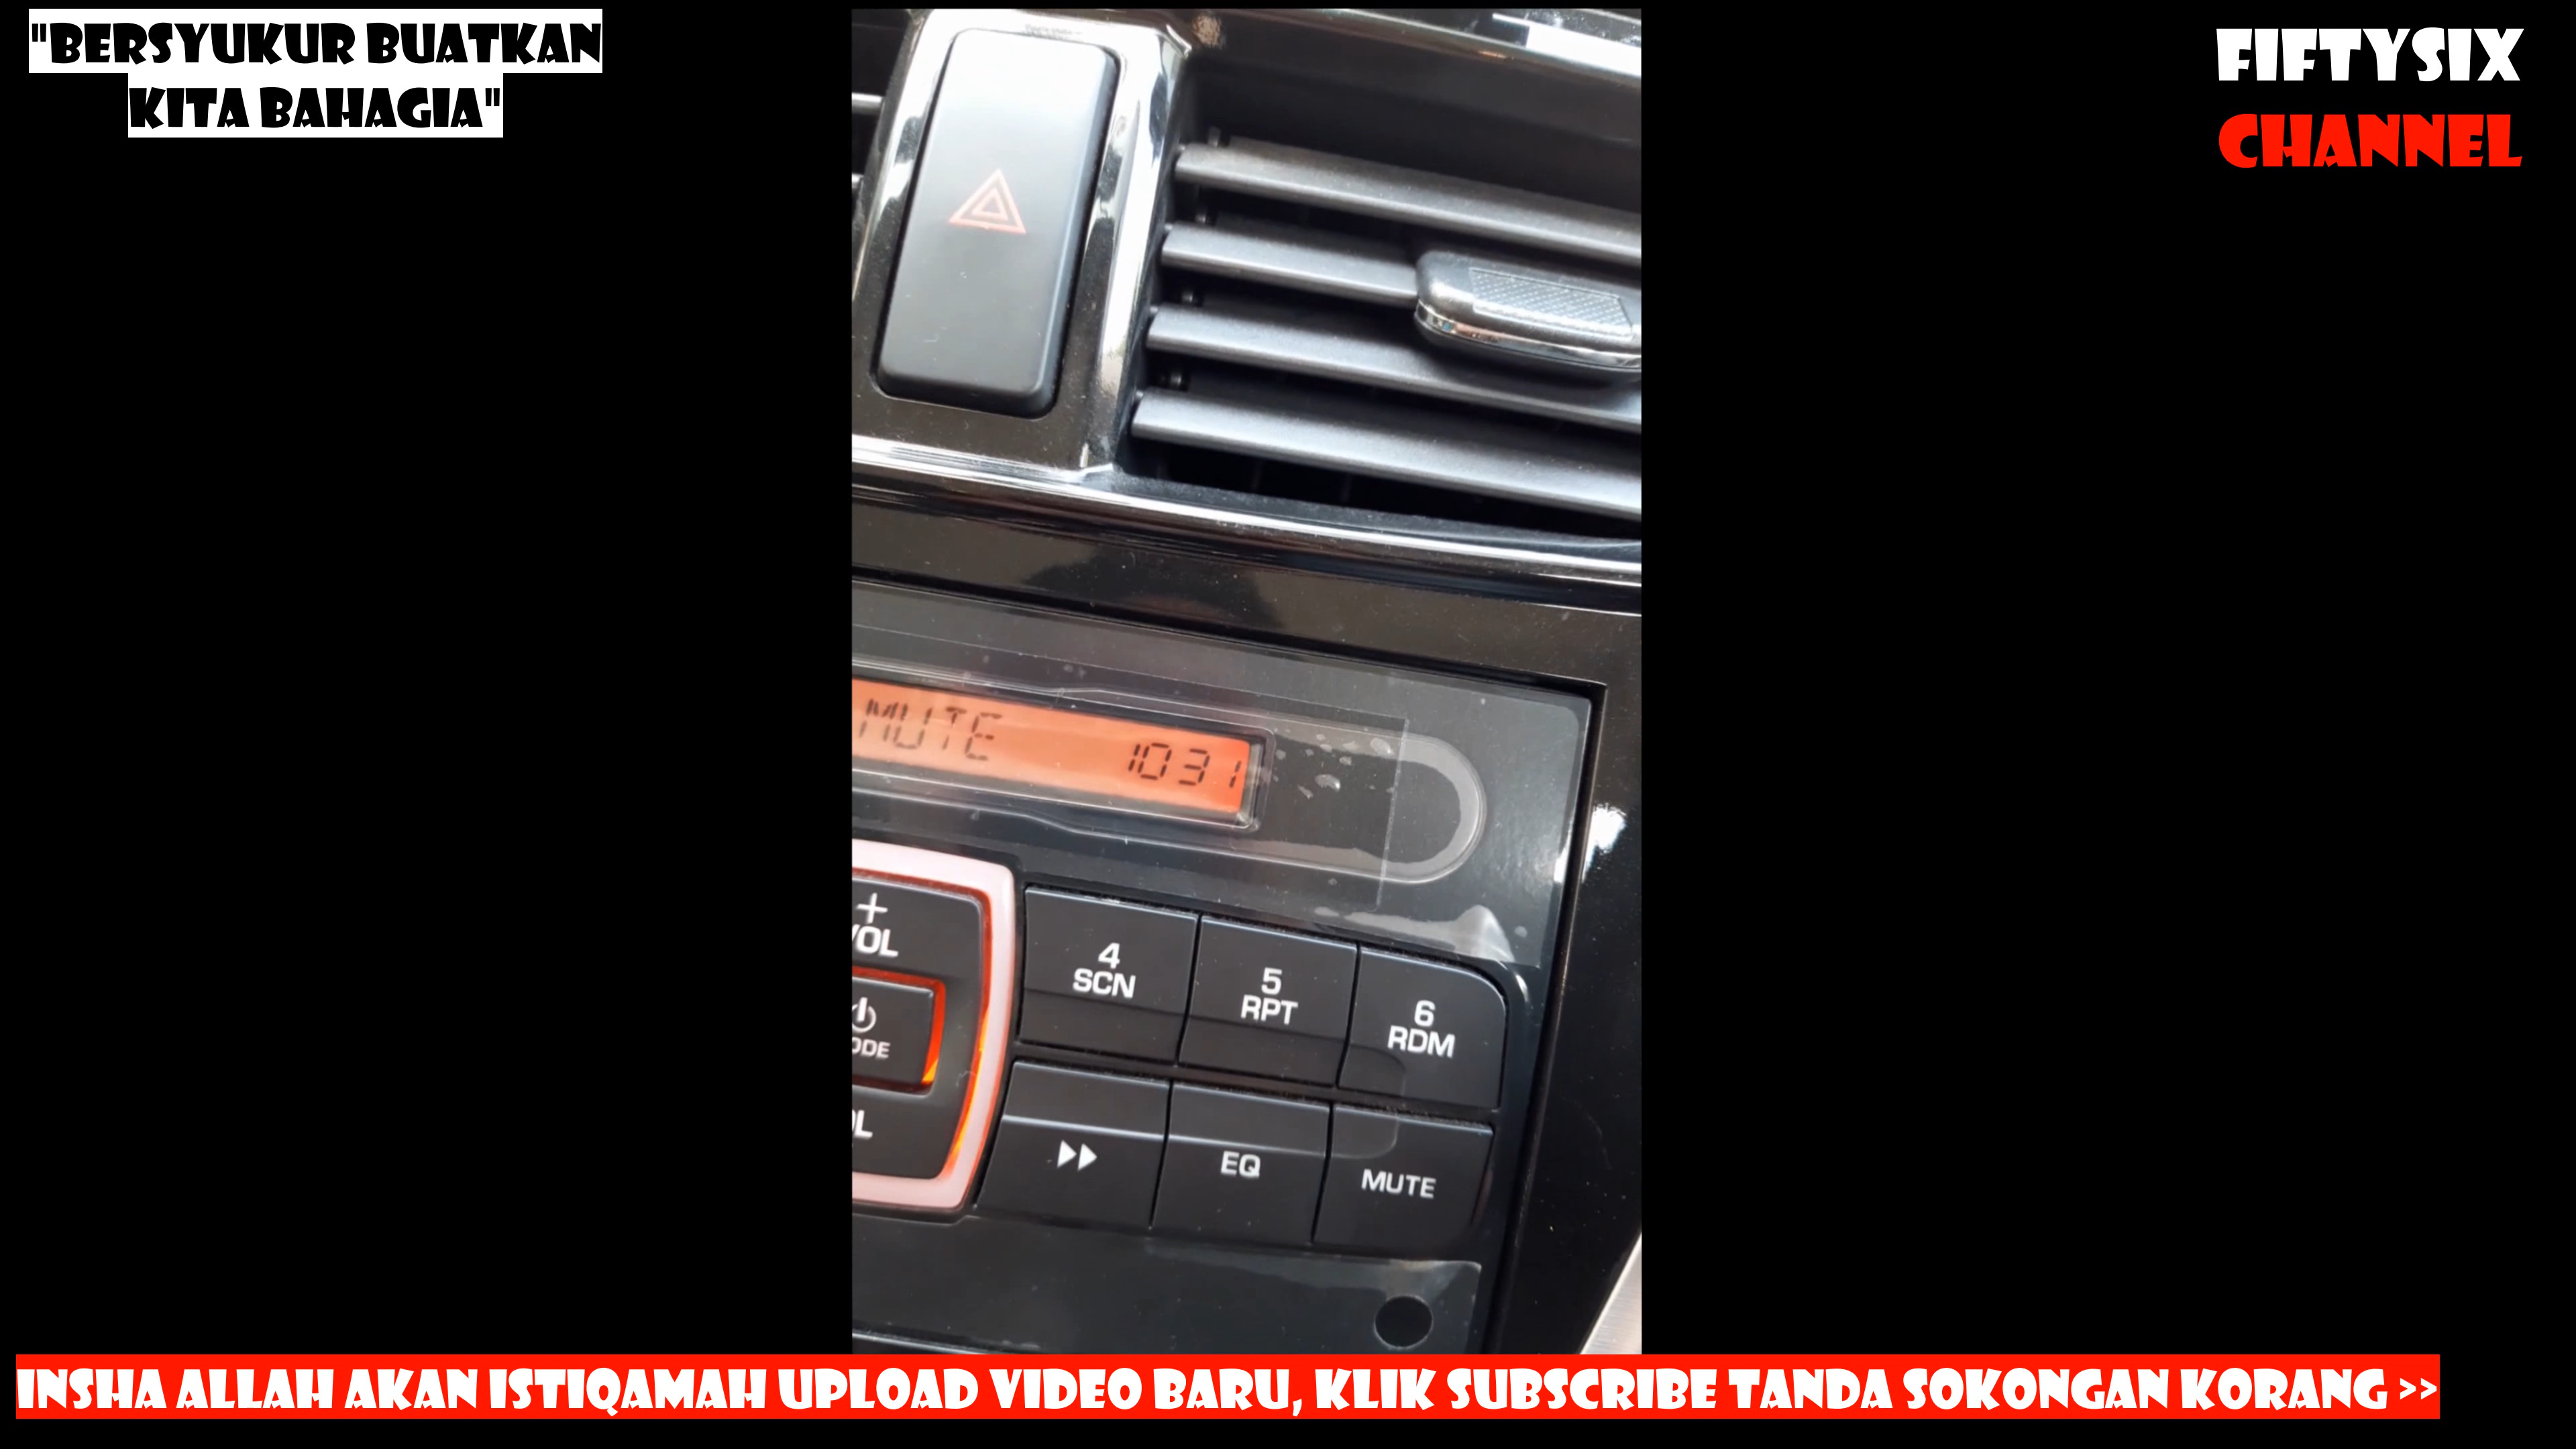 "BERSYUKUR BUATKAN
KITA BAHAGIA"
FIFTYSIX
CHANNEL
MUTE 1031
+
VOL
4
SCN
5
RPT
6
RDM
EQ
MUTE
INSHA ALLAH AKAN ISTIQAMAH UPLOAD VIDEO BARU, KLIK SUBSCRIBE TANDA SOKONGAN KORANG >>